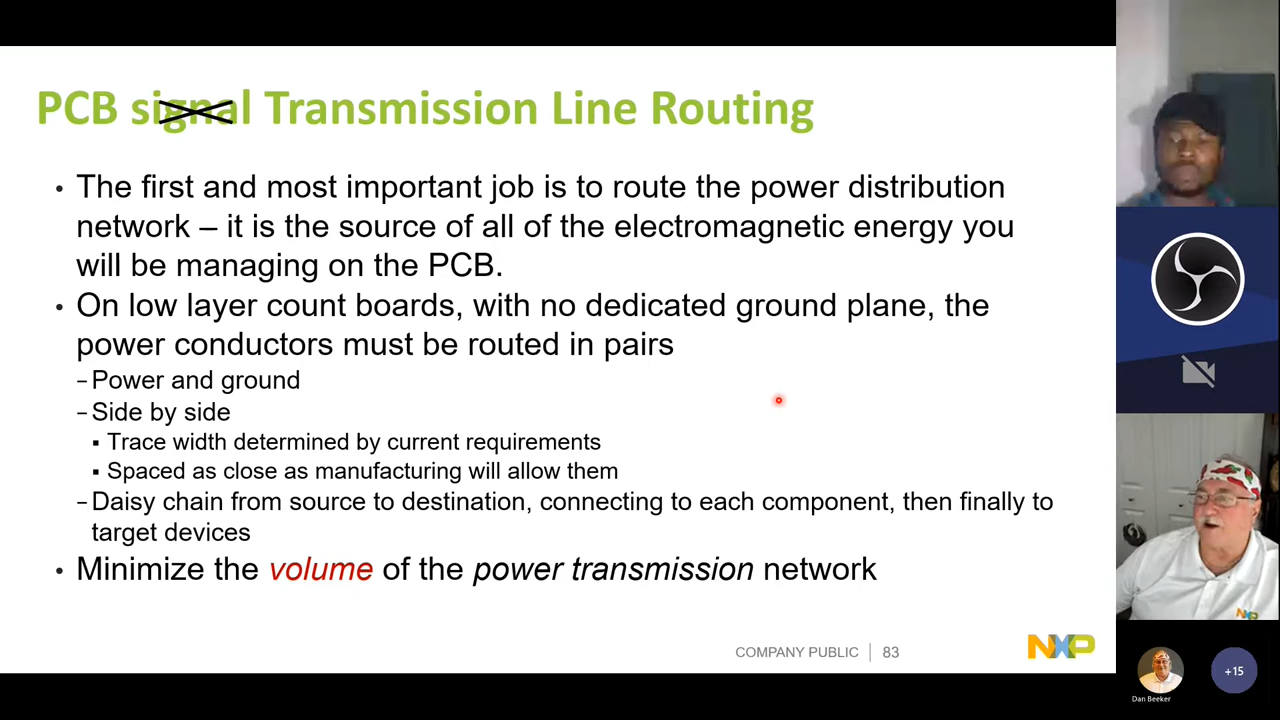 PCB signal Transmission Line Routing
• The first and most important job is to route the power distribution
network – it is the source of all of the electromagnetic energy you
will be managing on the PCB.
• On low layer count boards, with no dedicated ground plane, the
power conductors must be routed in pairs
–Power and ground
–Side by side
▪ Trace width determined by current requirements
▪ Spaced as close as manufacturing will allow them
–Daisy chain from source to destination, connecting to each component, then finally to
target devices
• Minimize the volume of the power transmission network
COMPANY PUBLIC | 83
NXP
NXP
Dan Beeker
+15